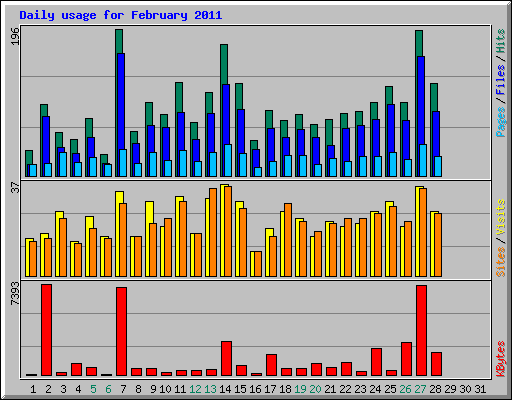 Daily usage for February 2011
196
Pages / Files / Hits
37
Sites / Visits
7393
KBytes
1 2 3 4 5 6 7 8 9 10 11 12 13 14 15 16 17 18 19 20 21 22 23 24 25 26 27 28 29 30 31